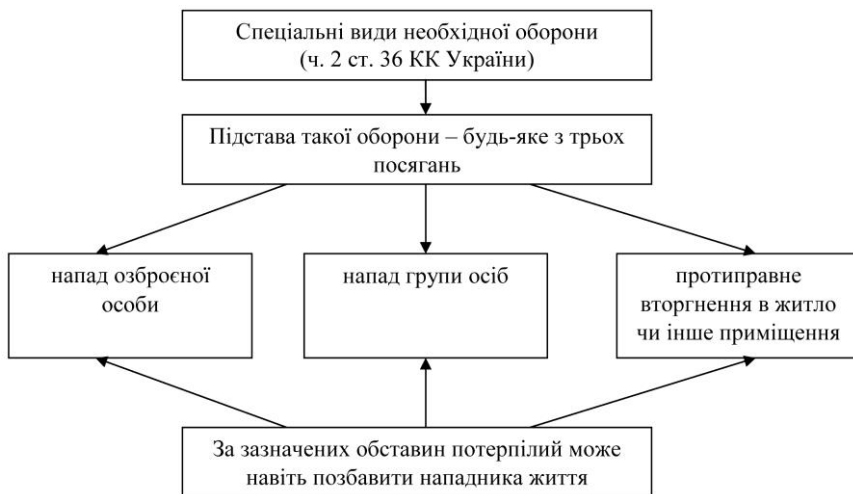 Спеціальні види необхідної оборони
(ч. 2 ст. 36 КК України)
Підстава такої оборони – будь-яке з трьох
посягань
напад озброєної
особи
напад групи осіб
протиправне
вторгнення в житло
чи інше приміщення
За зазначених обставин потерпілий може
навіть позбавити нападника життя